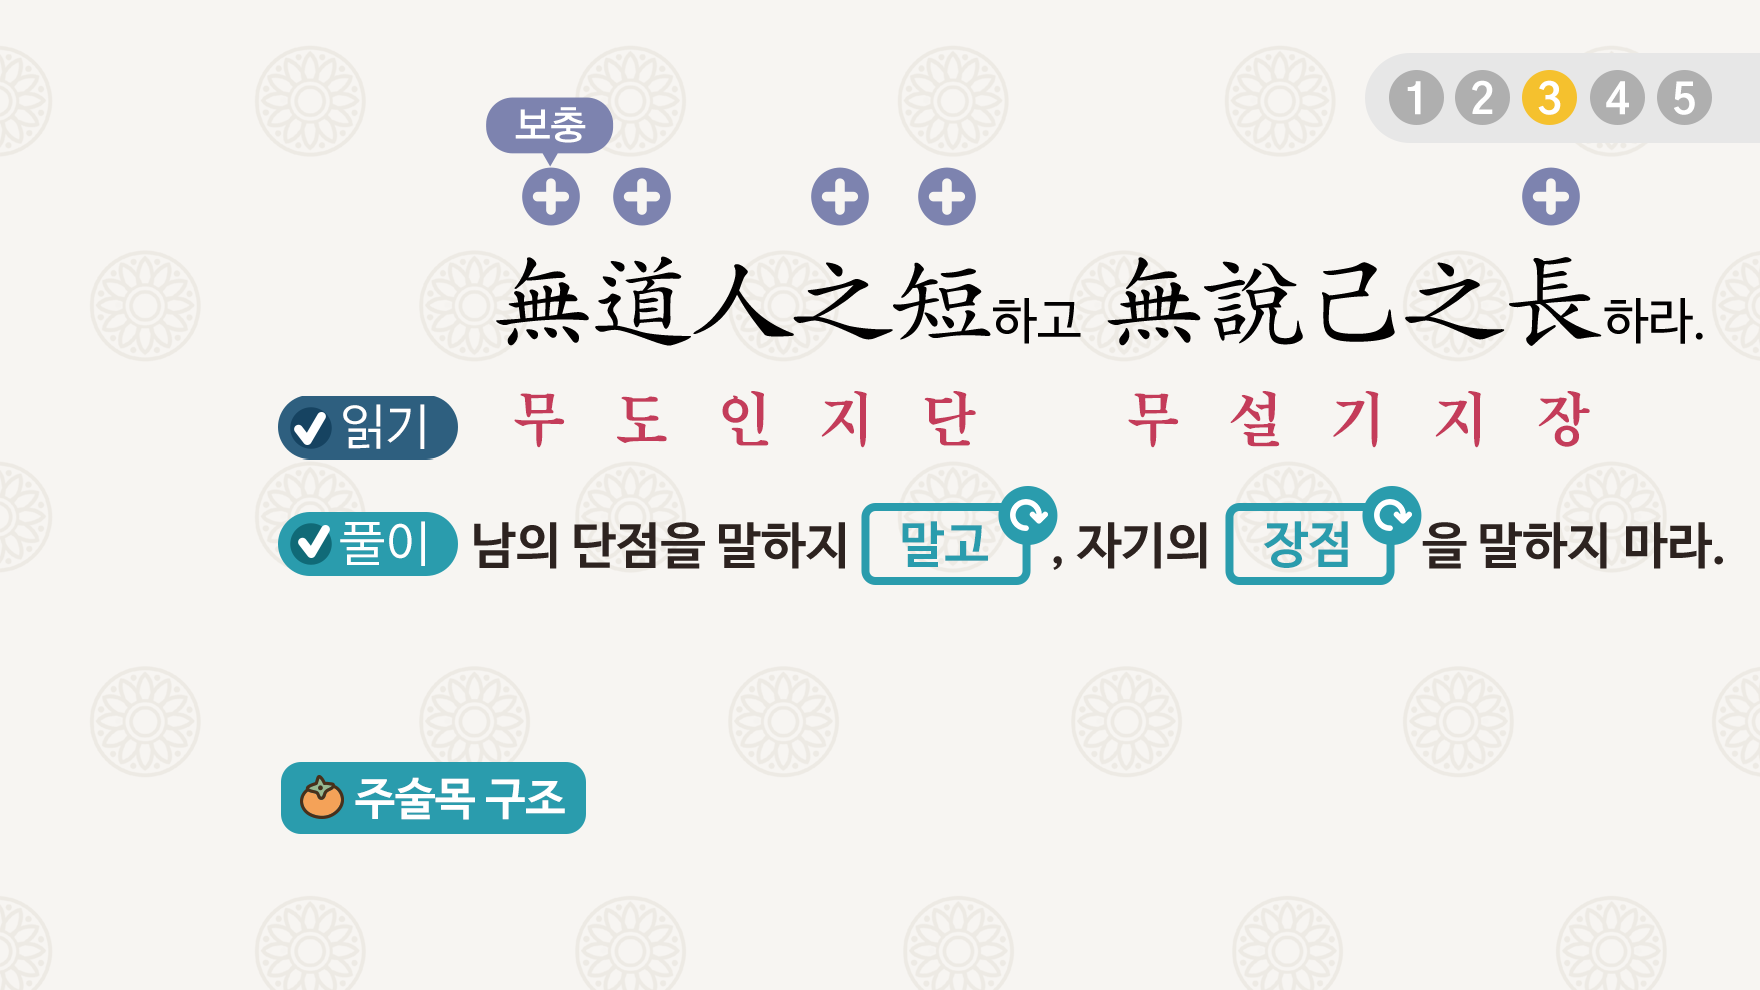 1 2 3 4 5
보충
無道人之短하고 無說己之長하라.
읽기 무 도 인 지 단 무 설 기 지 장
풀이 남의 단점을 말하지 말고, 자기의 장점을 말하지 마라.
주술목 구조